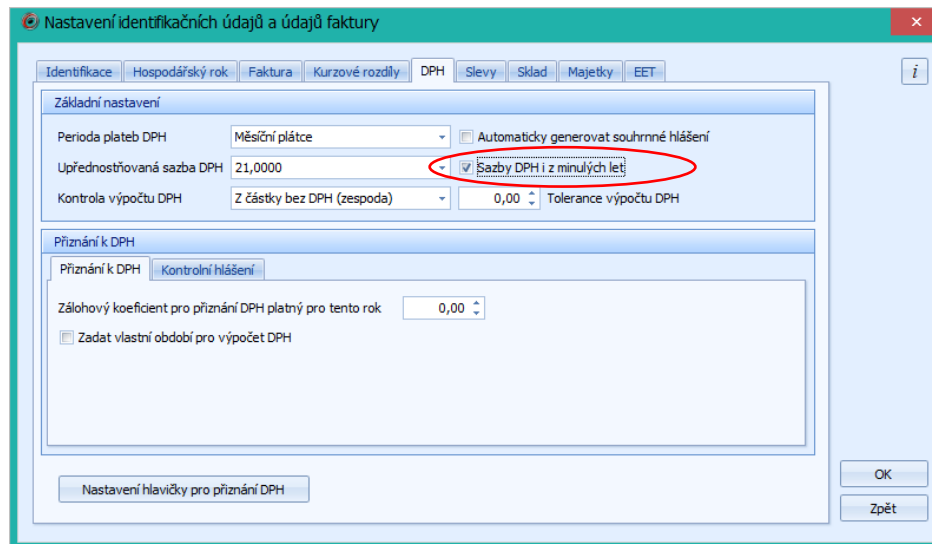 Nastavení identifikačních údajů a údajů faktury
Identifikace Hospodářský rok Faktura Kurzové rozdíly DPH Slevy Sklad Majetky EET
i
Základní nastavení
Perioda plateb DPH Měsíční plátce Automaticky generovat souhrnné hlášení
Upřednostňovaná sazba DPH 21,0000 Sazby DPH i z minulých let
Kontrola výpočtu DPH Z částky bez DPH (zespoda) 0,00 Tolerance výpočtu DPH
Přiznání k DPH
Přiznání k DPH Kontrolní hlášení
Zálohový koeficient pro přiznání DPH platný pro tento rok 0,00
Zadat vlastní období pro výpočet DPH
OK
Nastavení hlavičky pro přiznání DPH
Zpět